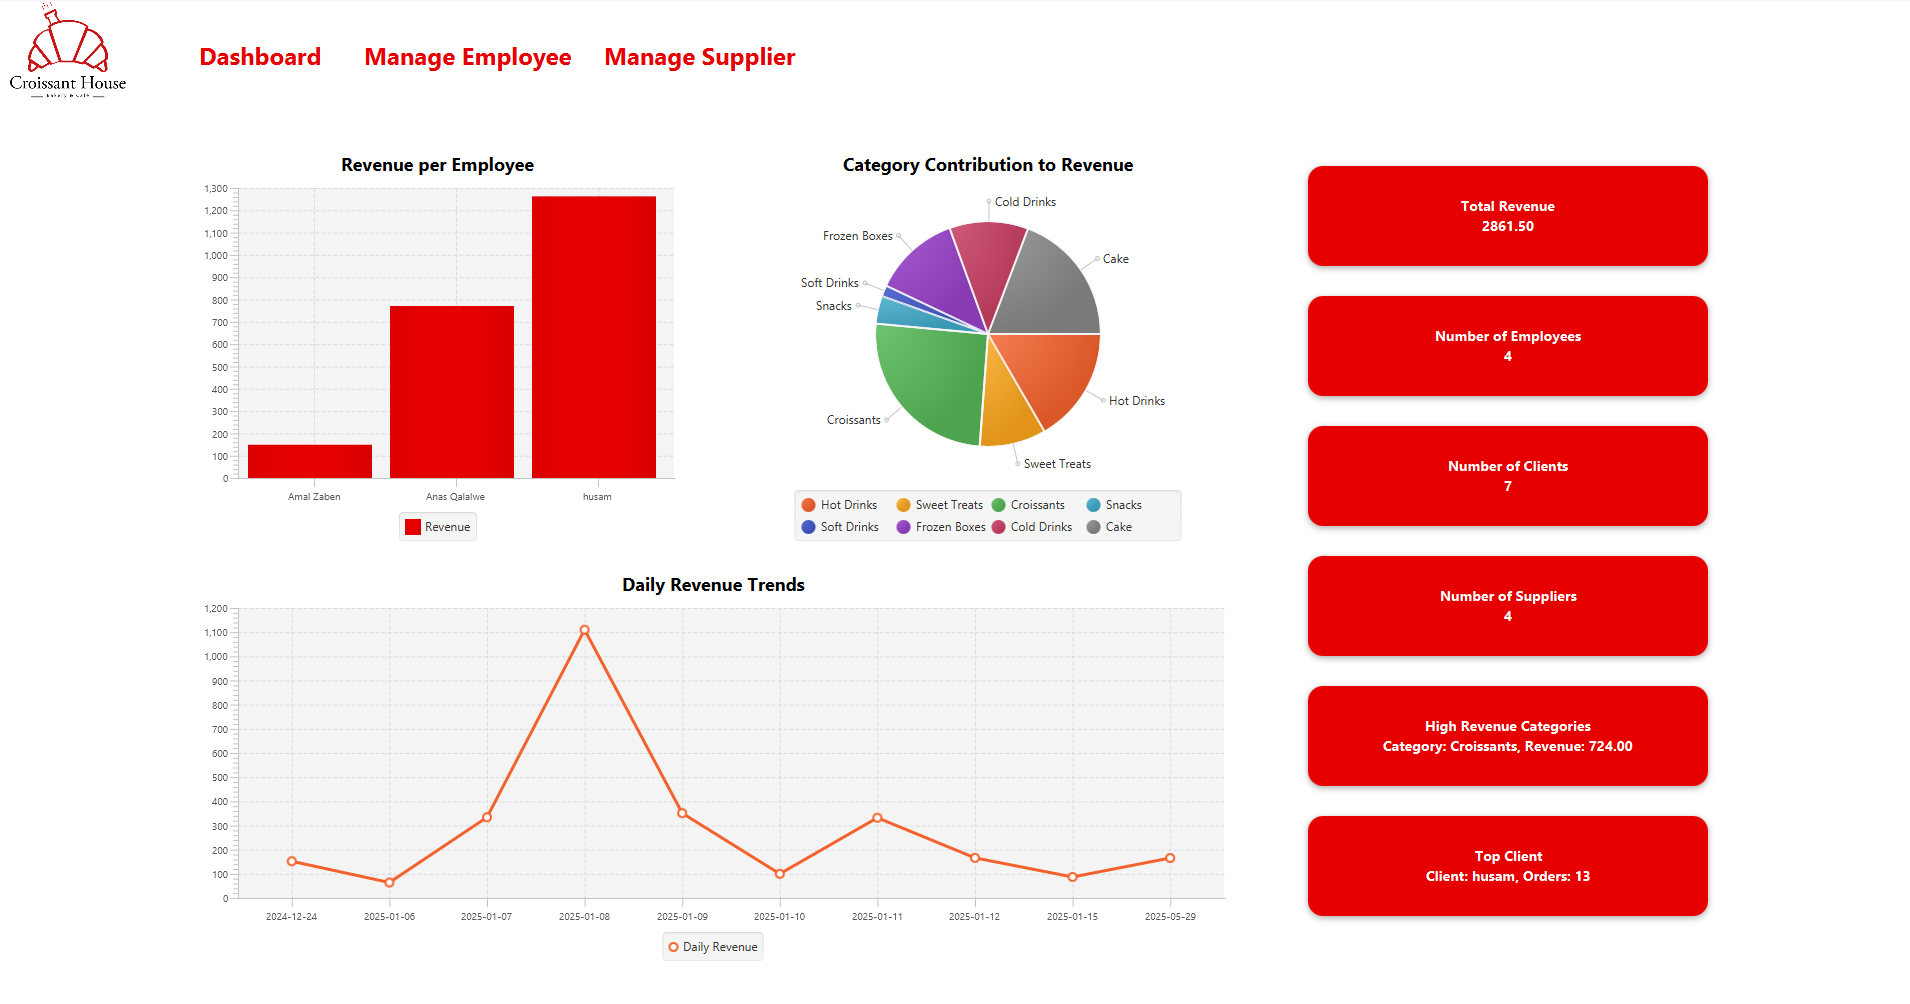 Croissant House
Dashboard
Manage Employee
Manage Supplier
Revenue per Employee
1,300
1,200
1,100
1,000
900
800
700
600
500
400
300
200
100
0
Amal Zaben
Anas Qalalwe
husam
Revenue
Category Contribution to Revenue
Cold Drinks
Frozen Boxes
Cake
Soft Drinks
Snacks
Hot Drinks
Croissants
Sweet Treats
Hot Drinks
Sweet Treats
Croissants
Snacks
Soft Drinks
Frozen Boxes
Cold Drinks
Cake
Daily Revenue Trends
1,200
1,100
1,000
900
800
700
600
500
400
300
200
100
0
2024-12-24
2025-01-06
2025-01-07
2025-01-08
2025-01-09
2025-01-10
2025-01-11
2025-01-12
2025-01-15
2025-05-29
Daily Revenue
Total Revenue
2861.50
Number of Employees
4
Number of Clients
7
Number of Suppliers
4
High Revenue Categories
Category: Croissants, Revenue: 724.00
Top Client
Client: husam, Orders: 13